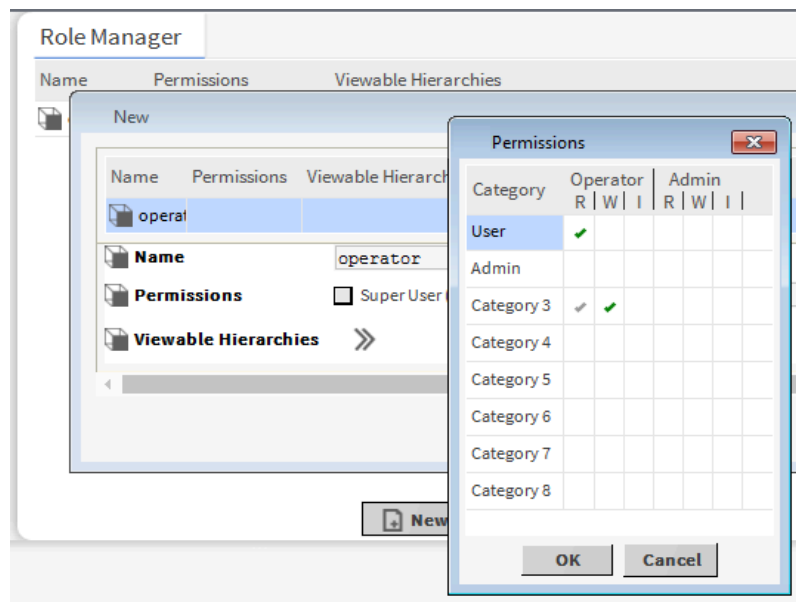 Role Manager
Name Permissions Viewable Hierarchies
New
Name Permissions Viewable Hierarch
operat
Name operator
Permissions Super User
Viewable Hierarchies
New
Permissions
Category Operator Admin
R W I R W I
User
Admin
Category 3
Category 4
Category 5
Category 6
Category 7
Category 8
OK Cancel